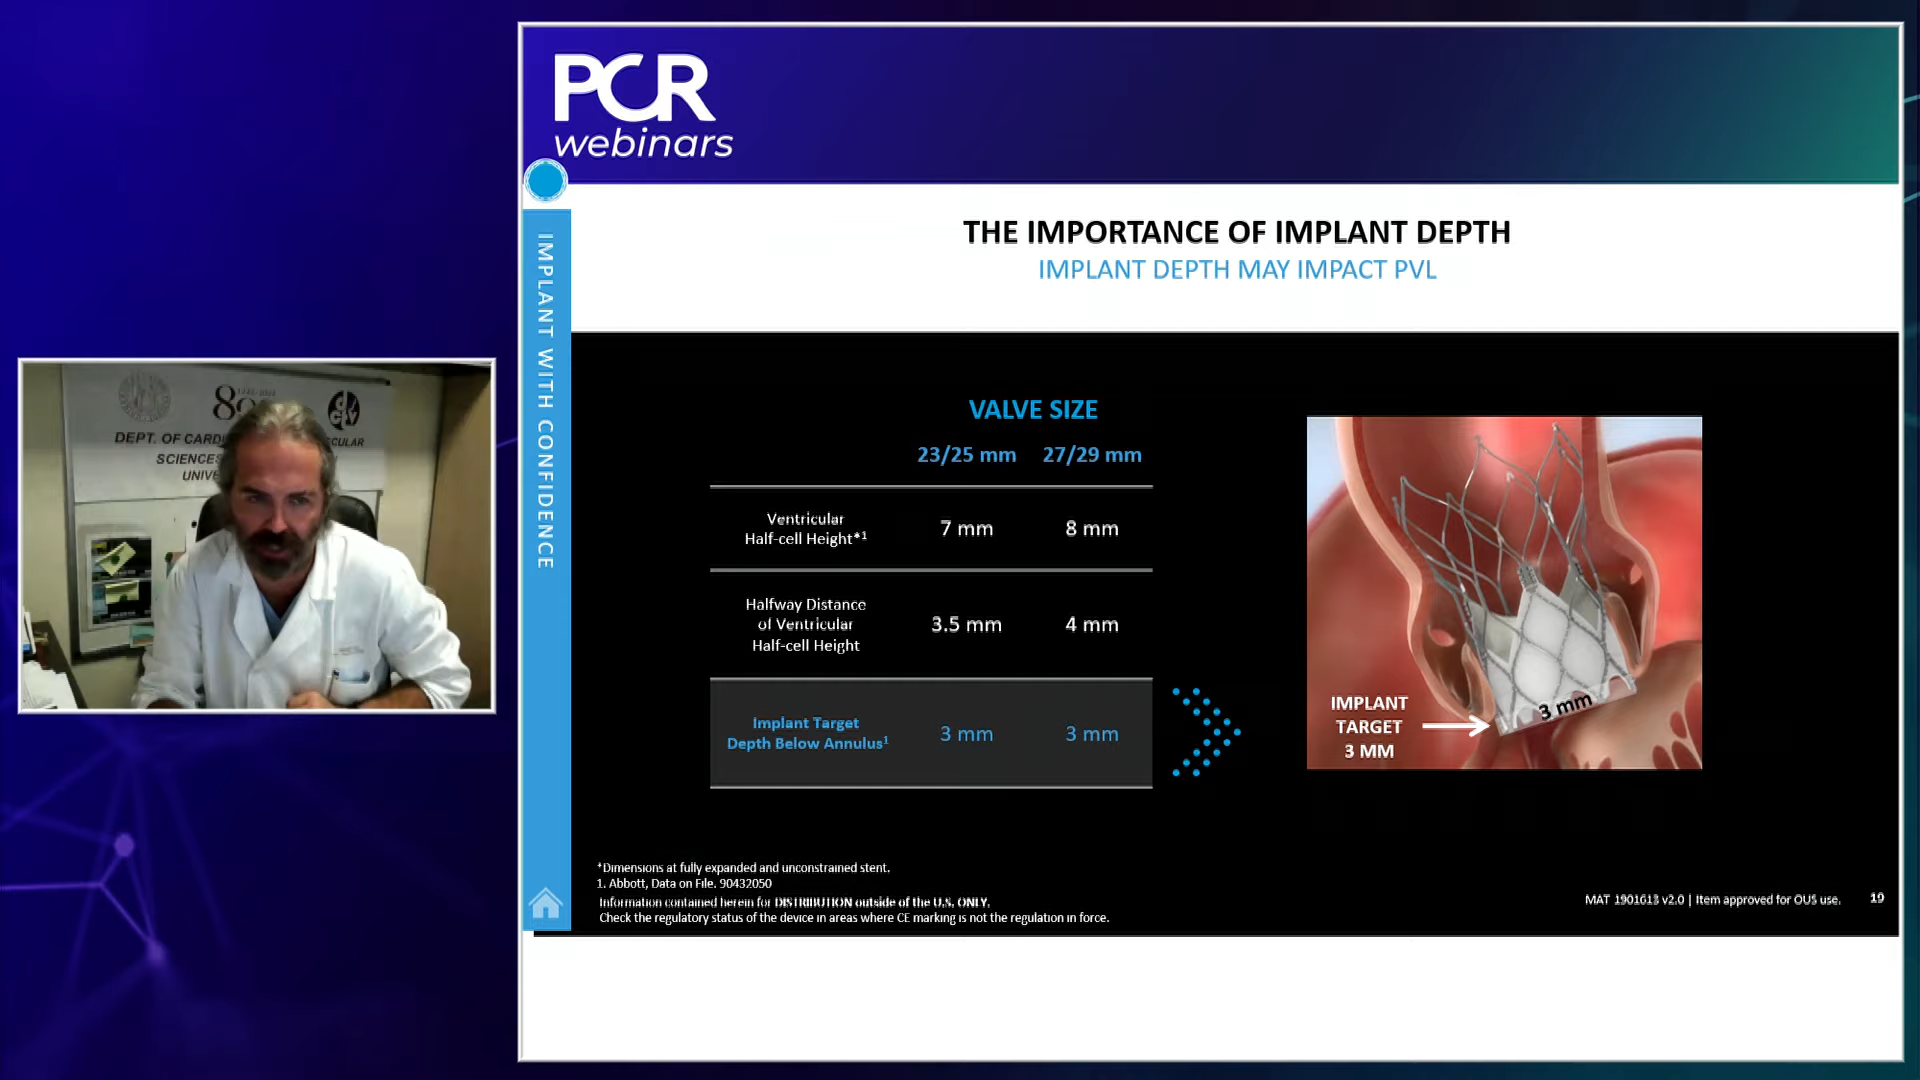 PCR
webinars
IMPLANT WITH CONFIDENCE
THE IMPORTANCE OF IMPLANT DEPTH
IMPLANT DEPTH MAY IMPACT PVL
VALVE SIZE
23/25 mm 27/29 mm
Ventricular
Half-cell Height*1
7 mm 8 mm
Halfway Distance
of Ventricular
Half-cell Height
3.5 mm 4 mm
Implant Target
Depth Below Annulus1
3 mm 3 mm
IMPLANT
TARGET
3 MM
3 mm
*Dimensions at fully expanded and unconstrained stent.
1. Abbott, Data on File. 90432050
Information contained herein for DISTRIBUTION outside of the U.S. ONLY.
Check the regulatory status of the device in areas where CE marking is not the regulation in force.
MAT 1901613 v2.0 | Item approved for OUS use. 19
DEPT. OF
SCIENCES